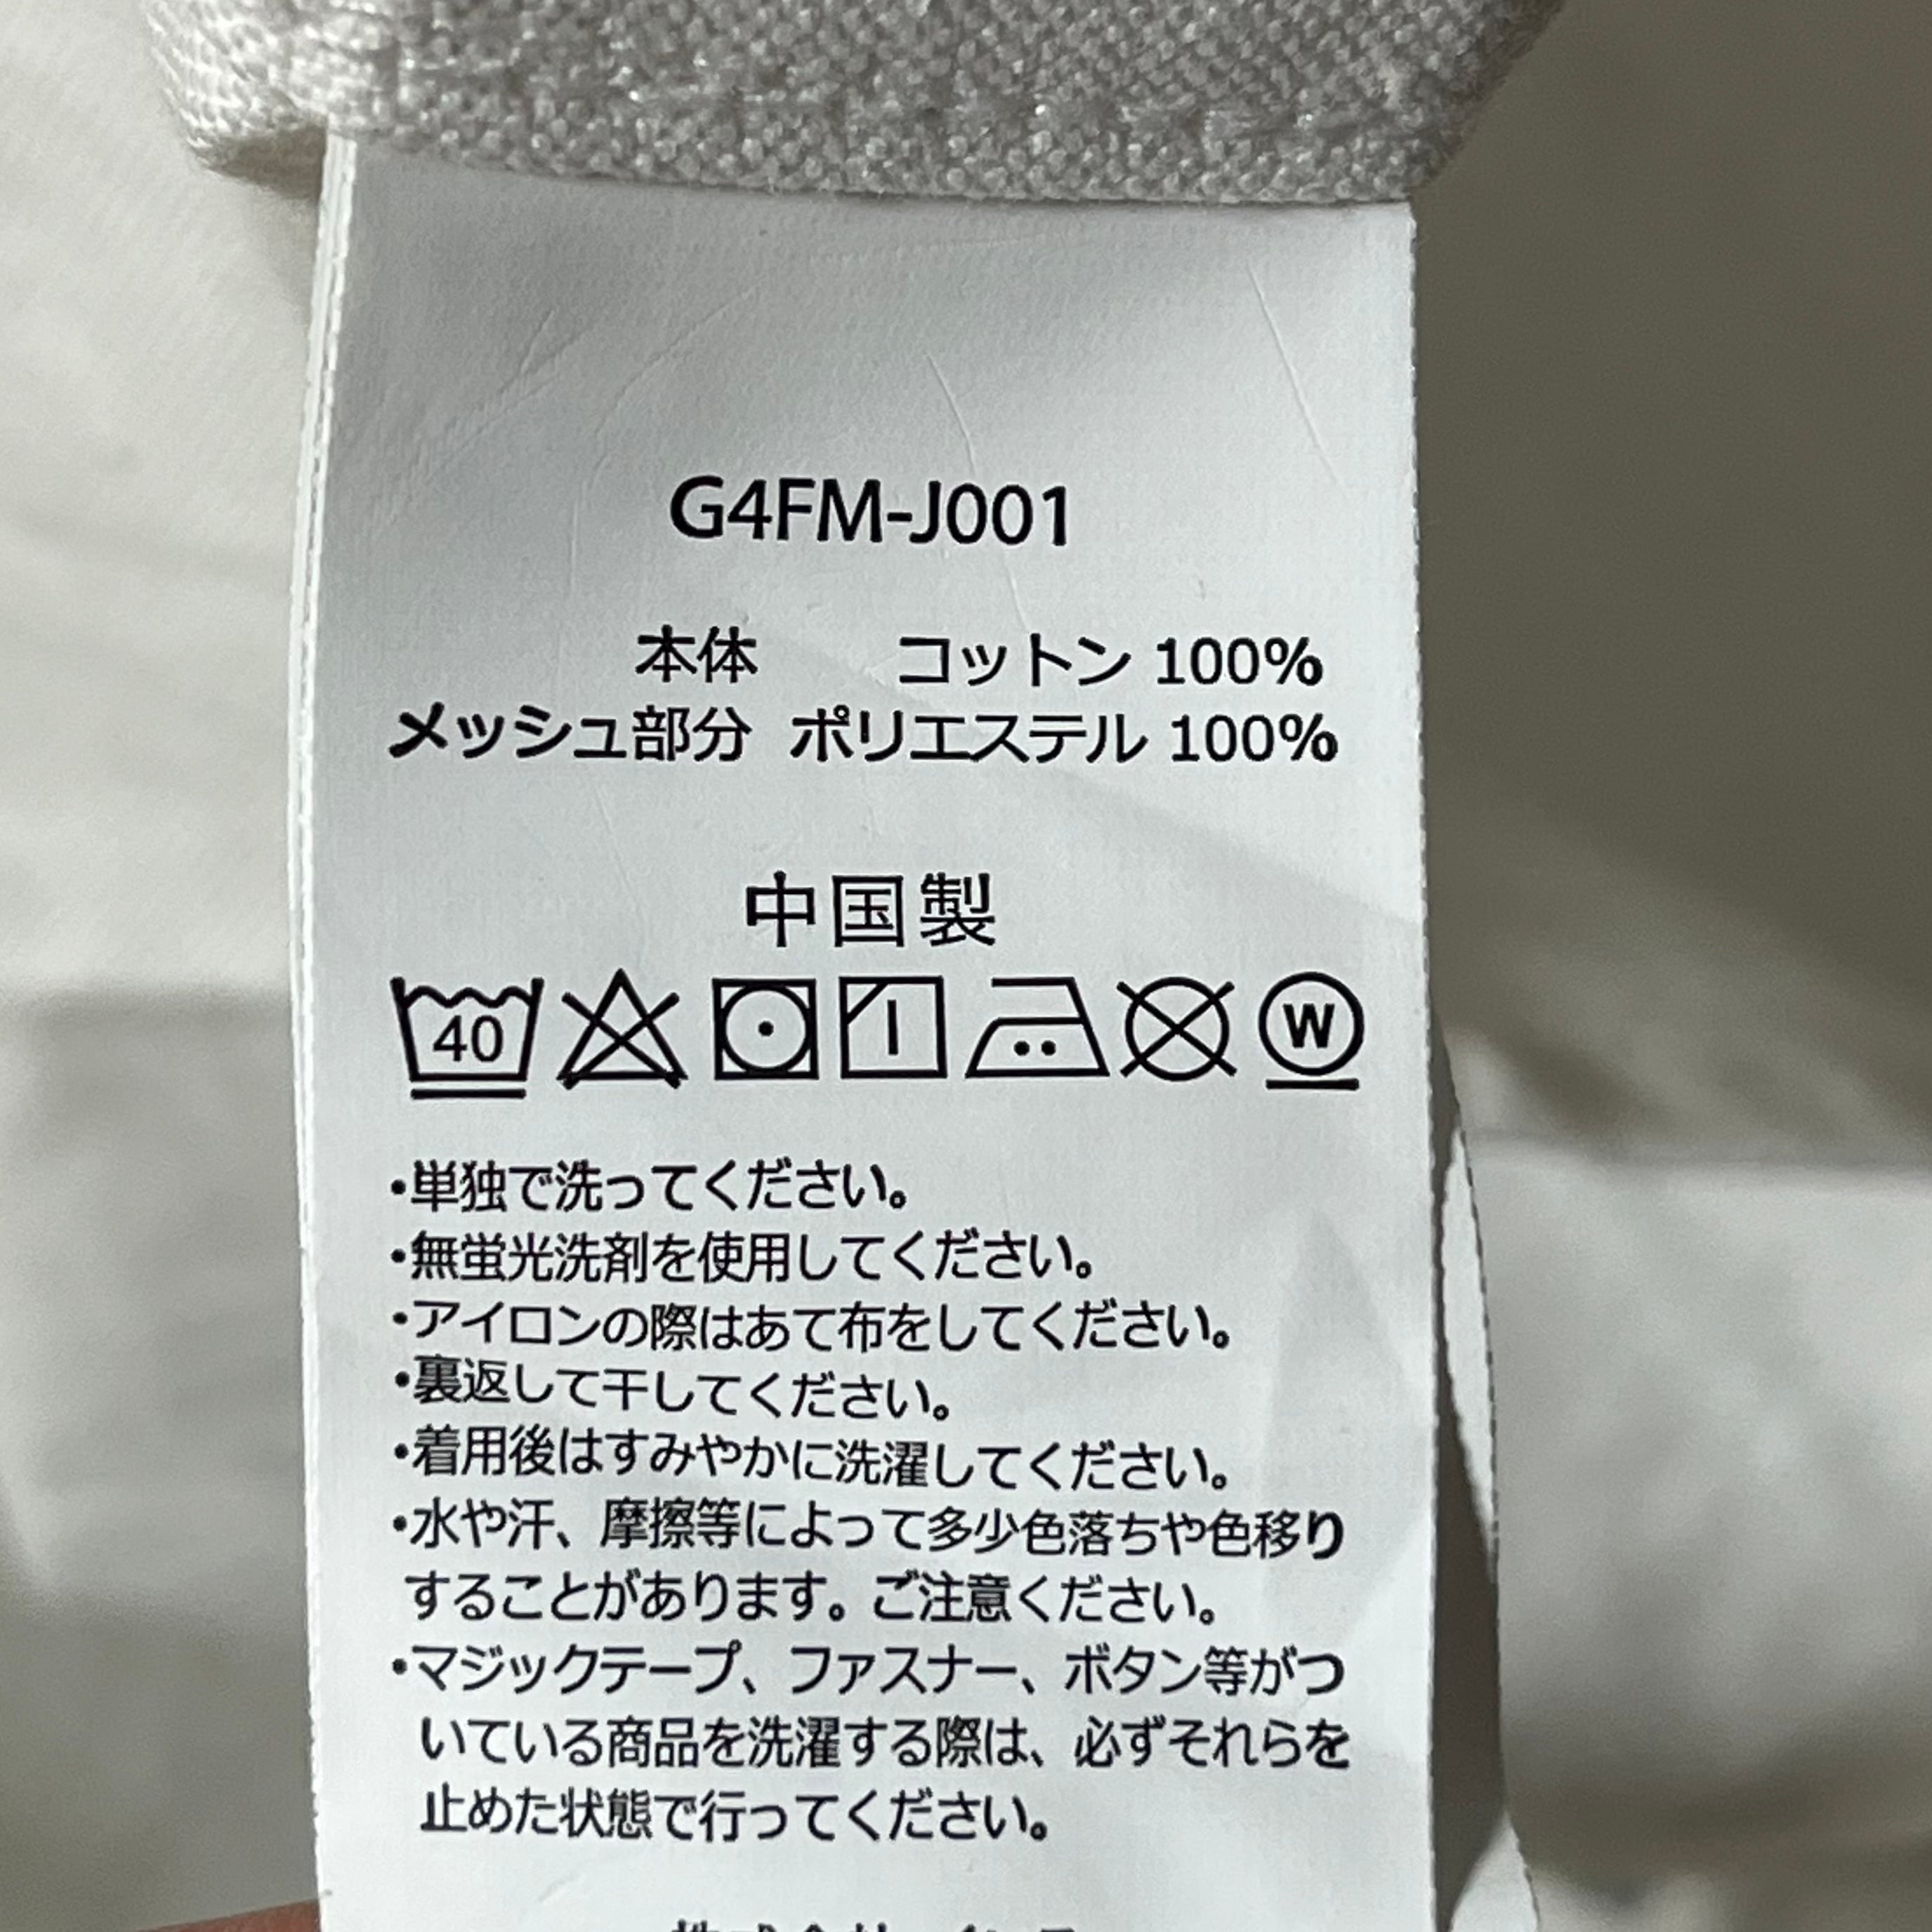 G4FM-J001
本体 コットン 100%
メッシュ部分 ポリエステル 100%
中国製
40 W
・単独で洗ってください。
・無蛍光洗剤を使用してください。
・アイロンの際はあて布をしてください。
・裏返して干してください。
・着用後はすみやかに洗濯してください。
・水や汗、摩擦等によって多少色落ちや色移り
することがあります。ご注意ください。
・マジックテープ、ファスナー、ボタン等がつ
いている商品を洗濯する際は、必ずそれらを
止めた状態で行ってください。